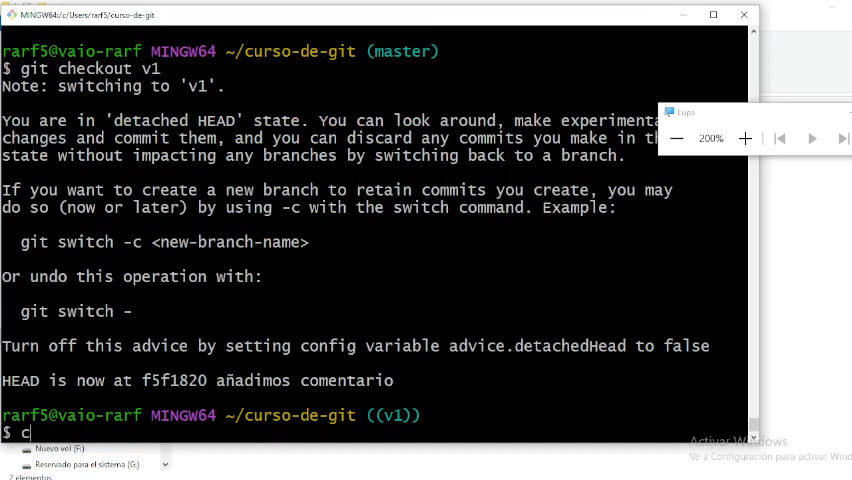 MINGW64:/c/Users/rarf5/curso-de-git
rarf5@vaio-rarf MINGW64 ~/curso-de-git (master)
$ git checkout v1
Note: switching to 'v1'.
You are in 'detached HEAD' state. You can look around, make experimenta
changes and commit them, and you can discard any commits you make in th
state without impacting any branches by switching back to a branch.
If you want to create a new branch to retain commits you create, you may
do so (now or later) by using -c with the switch command. Example:
git switch -c <new-branch-name>
Or undo this operation with:
git switch -
Turn off this advice by setting config variable advice.detachedHead to false
HEAD is now at f5f1820 añadimos comentario
rarf5@vaio-rarf MINGW64 ~/curso-de-git ((v1))
$ c
Lupa
200%
Nuevo vol (F:)
Reservado para el sistema (G:)
2 elementos
Activar Windows
Ve a Configuración para activar Wind